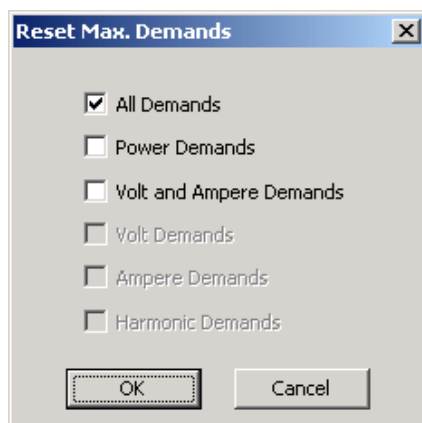 Reset Max. Demands
All Demands
Power Demands
Volt and Ampere Demands
Volt Demands
Ampere Demands
Harmonic Demands
OK Cancel